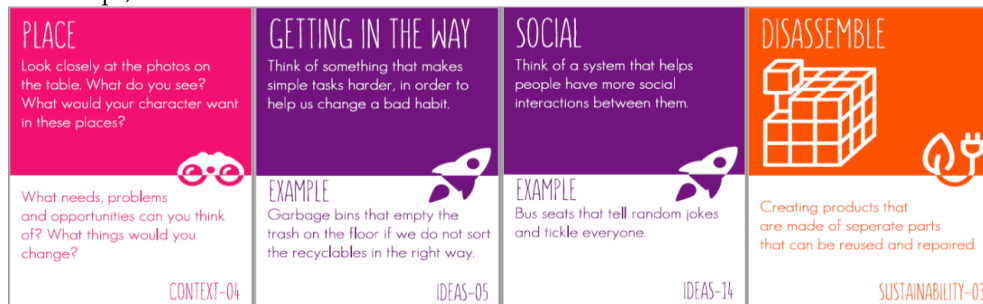 PLACE
Look closely at the photos on
the table. What do you see?
What would your character want
in these places?
What needs, problems
and opportunities can you think
of? What things would you
change?
CONTEXT-04
GETTING IN THE WAY
Think of something that makes
simple tasks harder, in order to
help us change a bad habit.
EXAMPLE
Garbage bins that empty the
trash on the floor if we do not sort
the recyclables in the right way.
IDEAS-05
SOCIAL
Think of a system that helps
people have more social
interactions between them.
EXAMPLE
Bus seats that tell random jokes
and tickle everyone.
IDEAS-14
DISASSEMBLE
Creating products that
are made of seperate parts
that can be reused and repaired.
SUSTAINABILITY-03